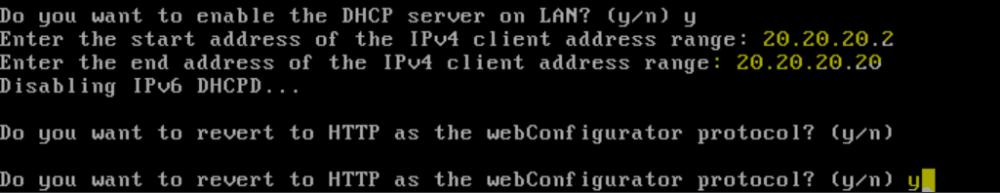 Do you want to enable the DHCP server on LAN? (y/n) y
Enter the start address of the IPv4 client address range: 20.20.20.2
Enter the end address of the IPv4 client address range: 20.20.20.20
Disabling IPv6 DHCPD...
Do you want to revert to HTTP as the webConfigurator protocol? (y/n)
Do you want to revert to HTTP as the webConfigurator protocol? (y/n) y